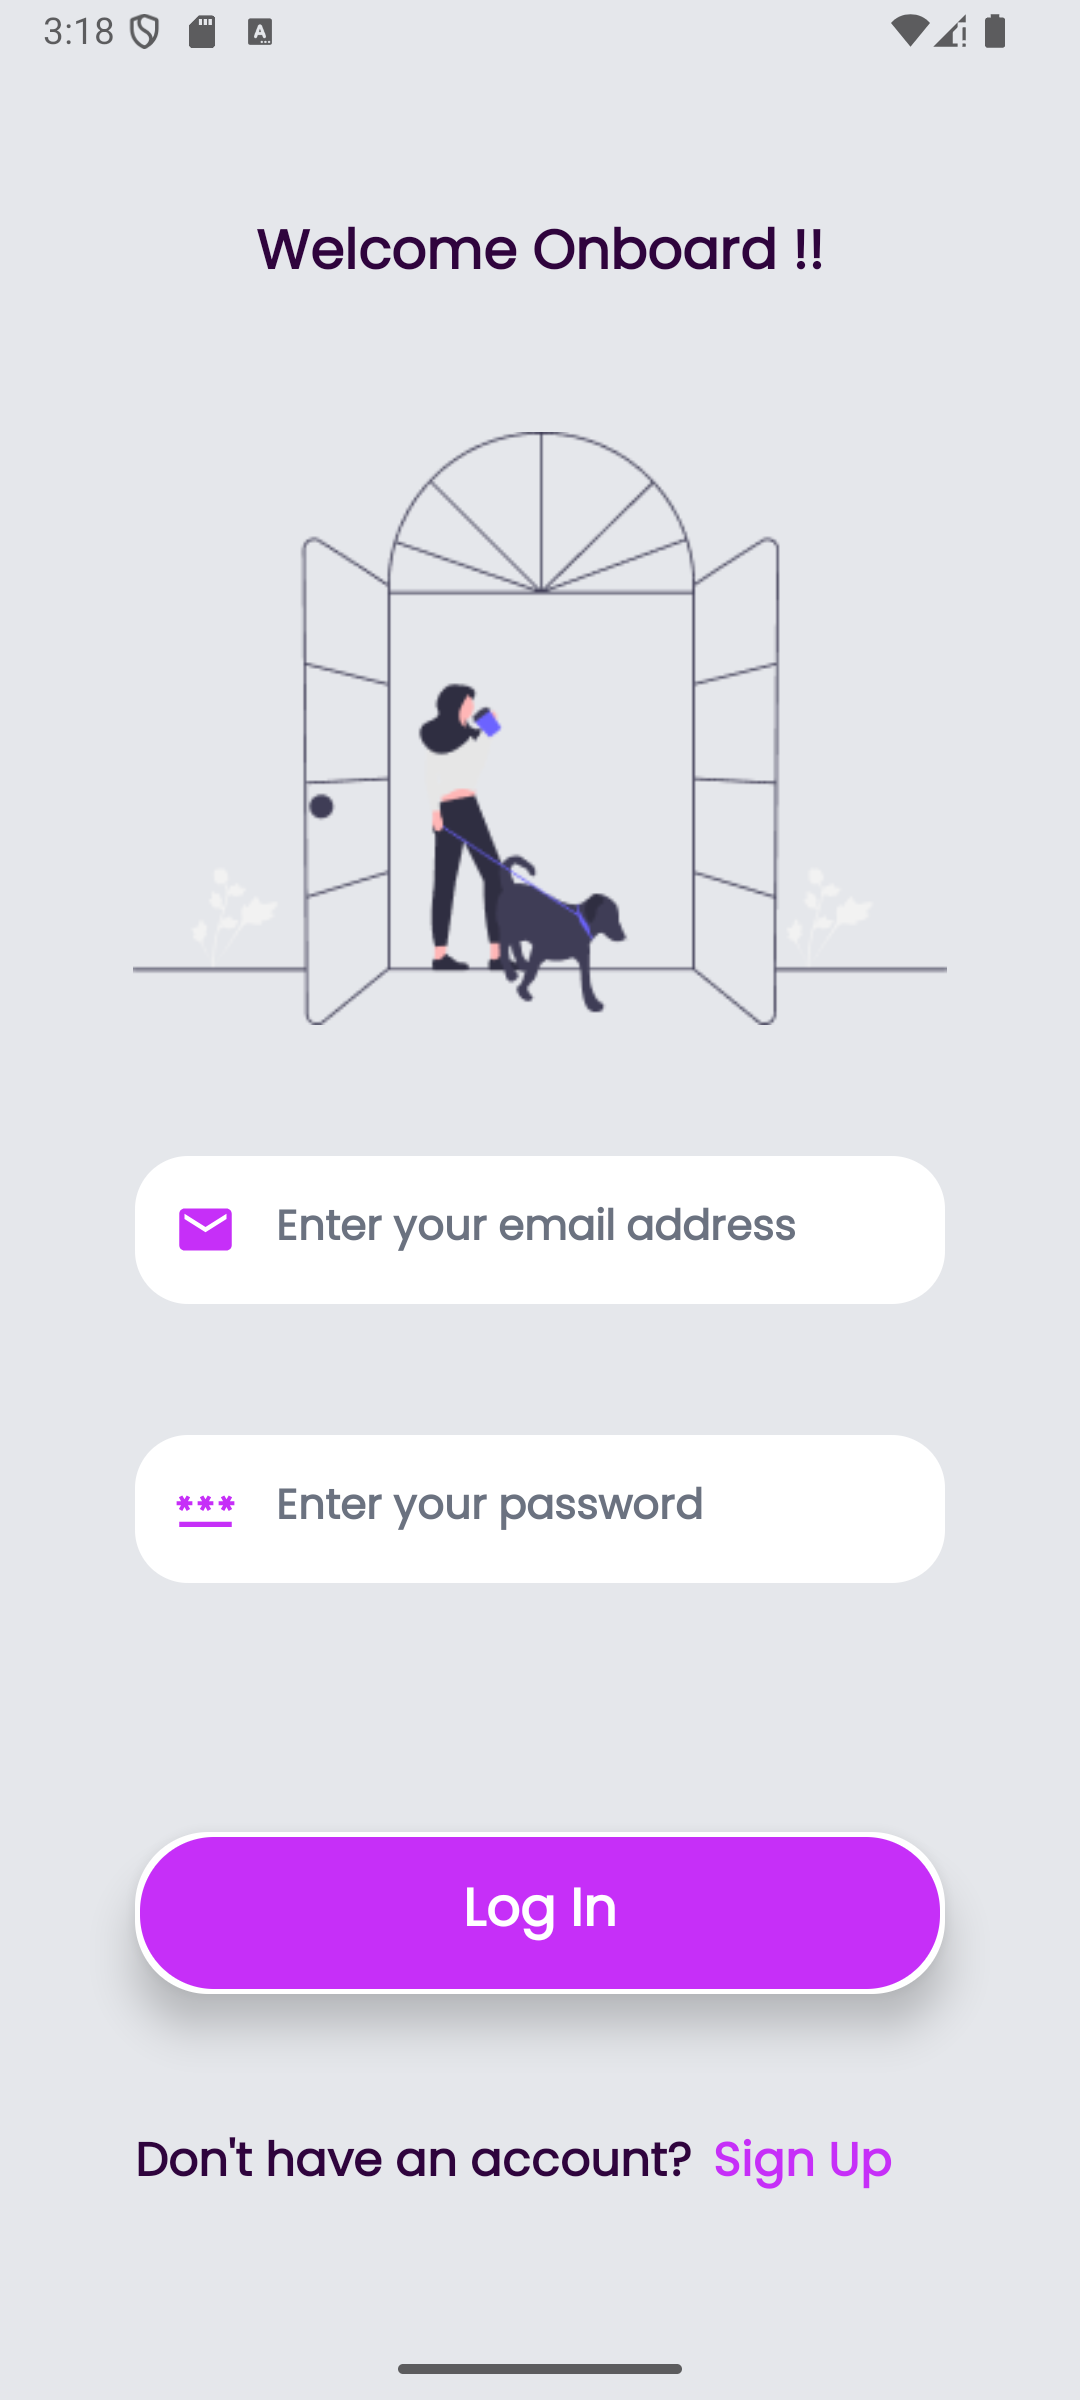 3:18
Welcome Onboard !!
Enter your email address
*** Enter your password
Log In
Don't have an account? Sign Up